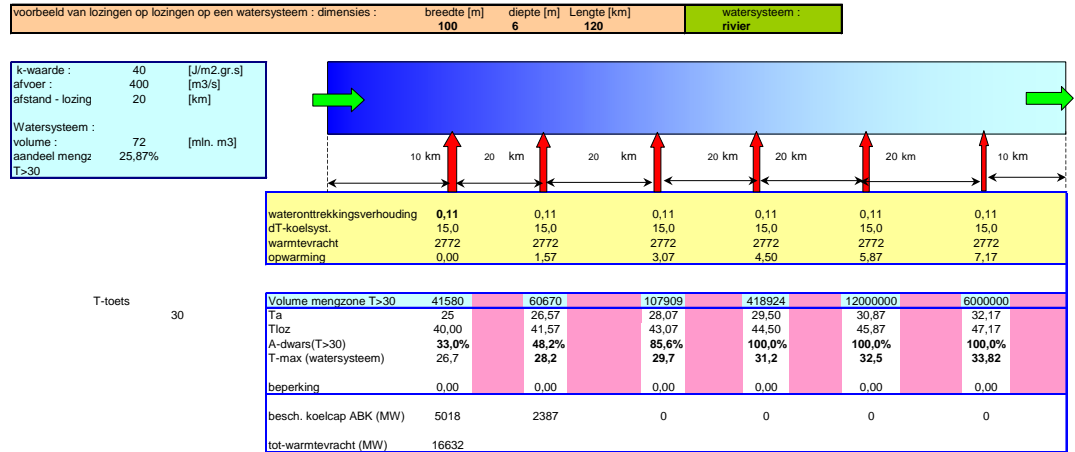 voorbeeld van lozingen op lozingen op een watersysteem : dimensies : breedte [m] diepte [m] Lengte [km] watersysteem :
100 6 120 rivier
k-waarde : 40 [J/m2.gr.s]
afvoer : 400 [m3/s]
afstand - lozing 20 [km]
Watersysteem :
volume : 72 [mln. m3]
aandeel mengz 25,87%
T>30
10 km 20 km 20 km 20 km 20 km 20 km 10 km
wateronttrekkingsverhouding 0,11 0,11 0,11 0,11 0,11 0,11
dT-koelsyst. 15,0 15,0 15,0 15,0 15,0 15,0
warmtevracht 2772 2772 2772 2772 2772 2772
opwarming 0,00 1,57 3,07 4,50 5,87 7,17
T-toets
30
Volume mengzone T>30 41580 60670 107909 418924 12000000 6000000
Ta 25 26,57 28,07 29,50 30,87 32,17
Tloz 40,00 41,57 43,07 44,50 45,87 47,17
A-dwars(T>30) 33,0% 48,2% 85,6% 100,0% 100,0% 100,0%
T-max (watersysteem) 26,7 28,2 29,7 31,2 32,5 33,82
beperking 0,00 0,00 0,00 0,00 0,00 0,00
besch. koelcap ABK (MW) 5018 2387 0 0 0 0
tot-warmtevracht (MW) 16632